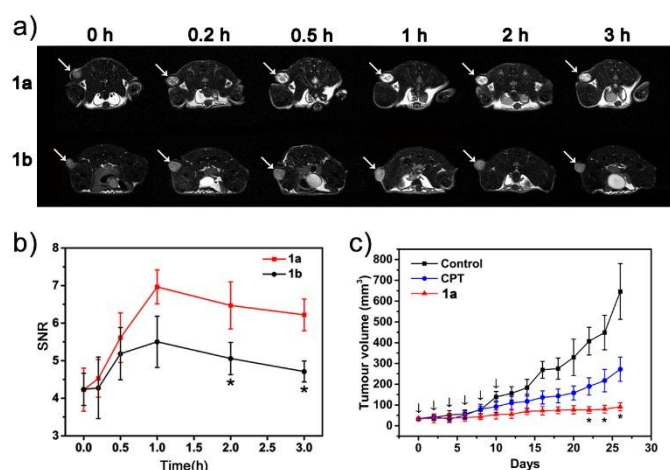 a)
0 h 0.2 h 0.5 h 1 h 2 h 3 h
1a
1b
b)
9
8
7
6
5
4
3
SNR
1a
1b
*
*
0.0 0.5 1.0 1.5 2.0 2.5 3.0
Time(h)
c)
800
700
600
500
400
300
200
100
0
Tumour volume (mm³)
Control
CPT
1a
* * *
0 5 10 15 20 25 30
Days